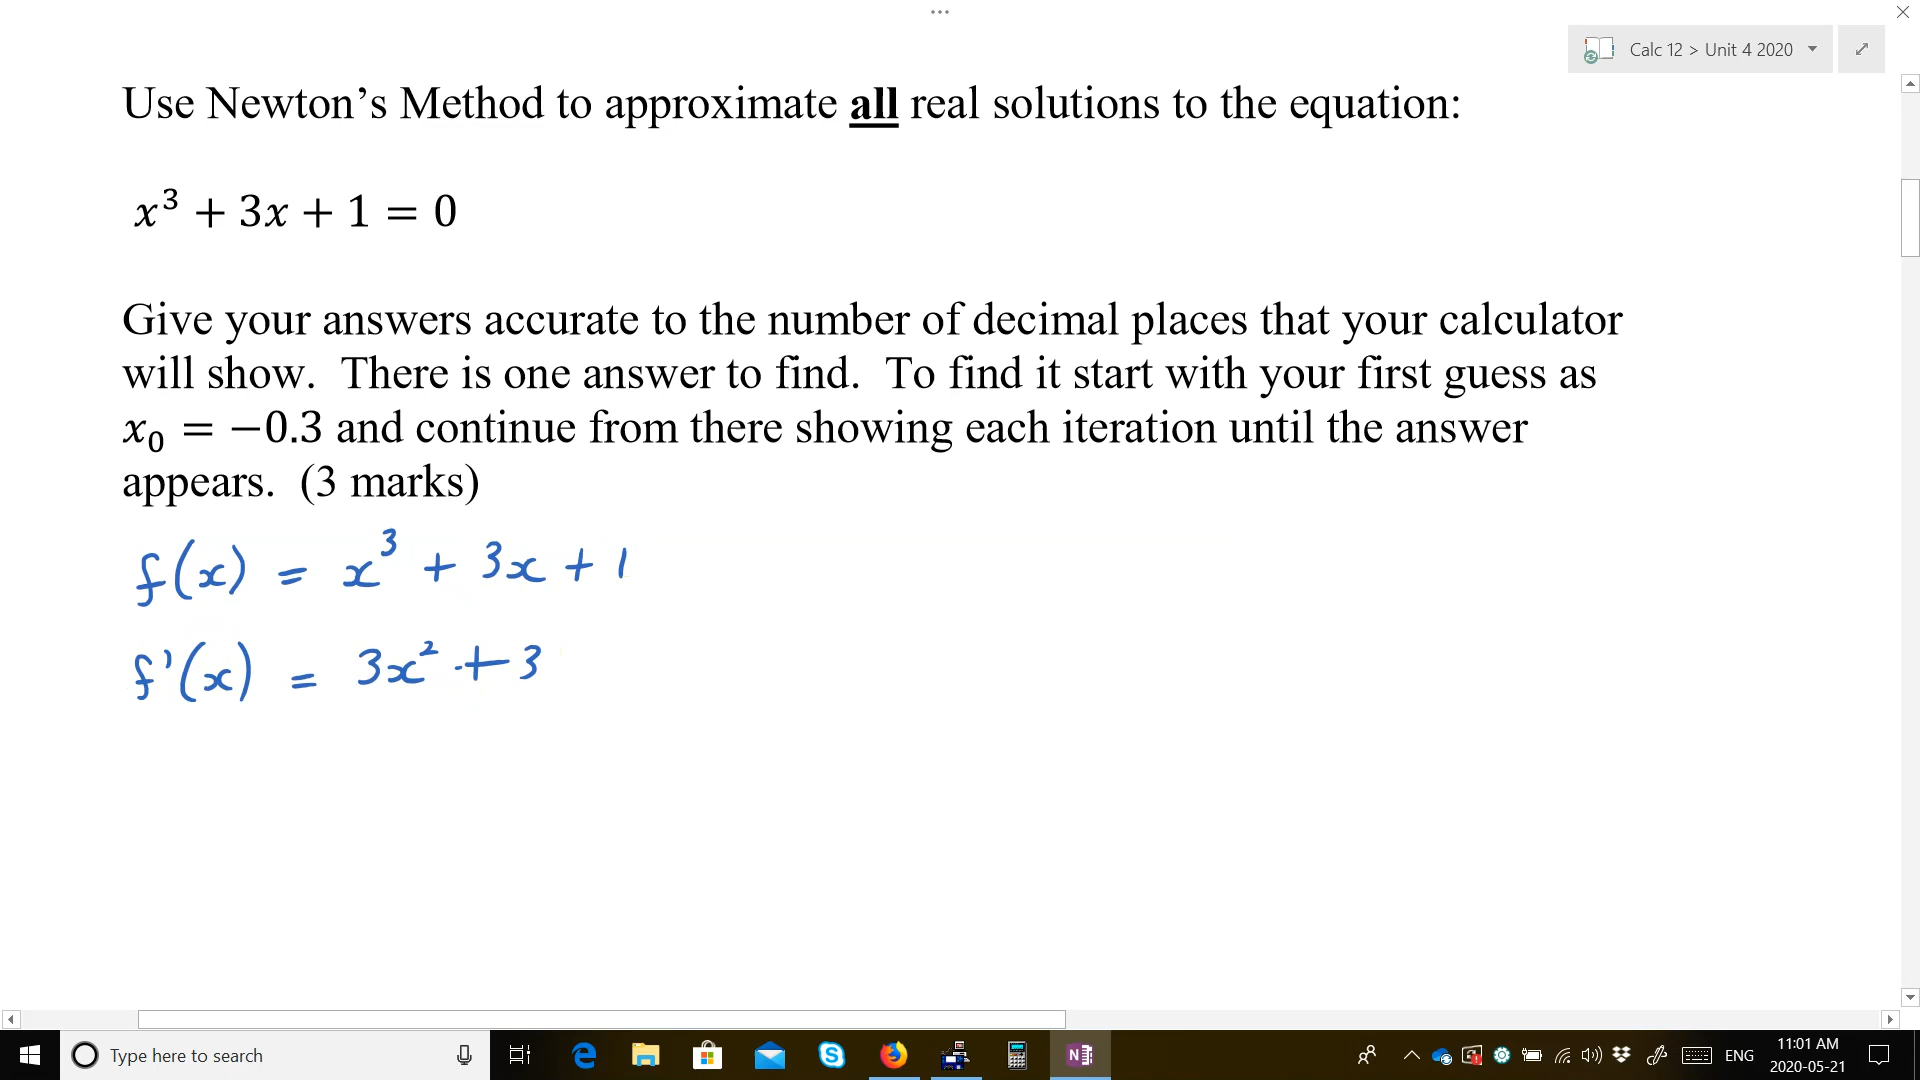 Calc 12 > Unit 4 2020
Use Newton’s Method to approximate all real solutions to the equation:
x³ + 3x + 1 = 0
Give your answers accurate to the number of decimal places that your calculator
will show. There is one answer to find. To find it start with your first guess as
x₀ = −0.3 and continue from there showing each iteration until the answer
appears. (3 marks)
f(x) = x³ + 3x + 1
f'(x) = 3x² + 3
Type here to search
ENG
11:01 AM
2020-05-21